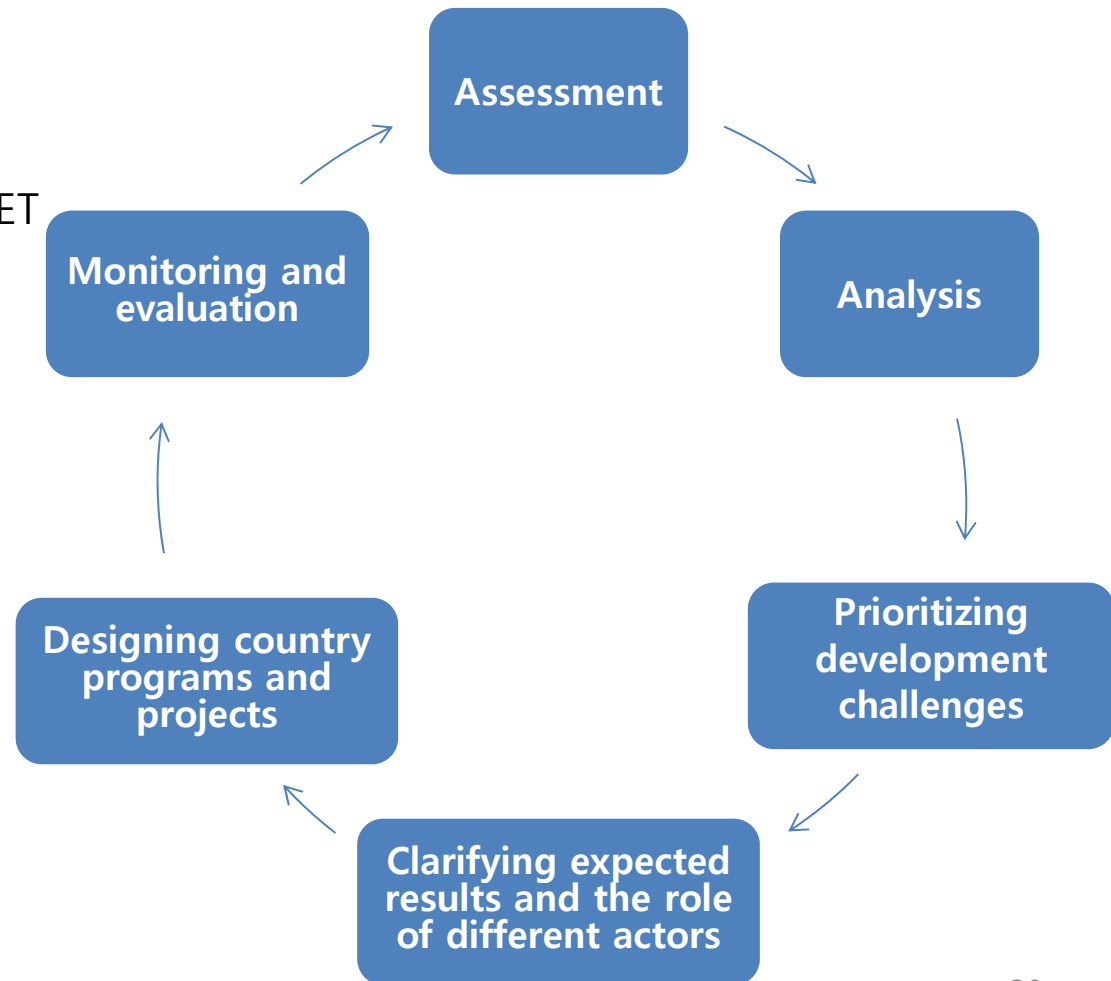 Assessment
ET
Monitoring and
evaluation
Analysis
Prioritizing
development
challenges
Designing country
programs and
projects
Clarifying expected
results and the role
of different actors